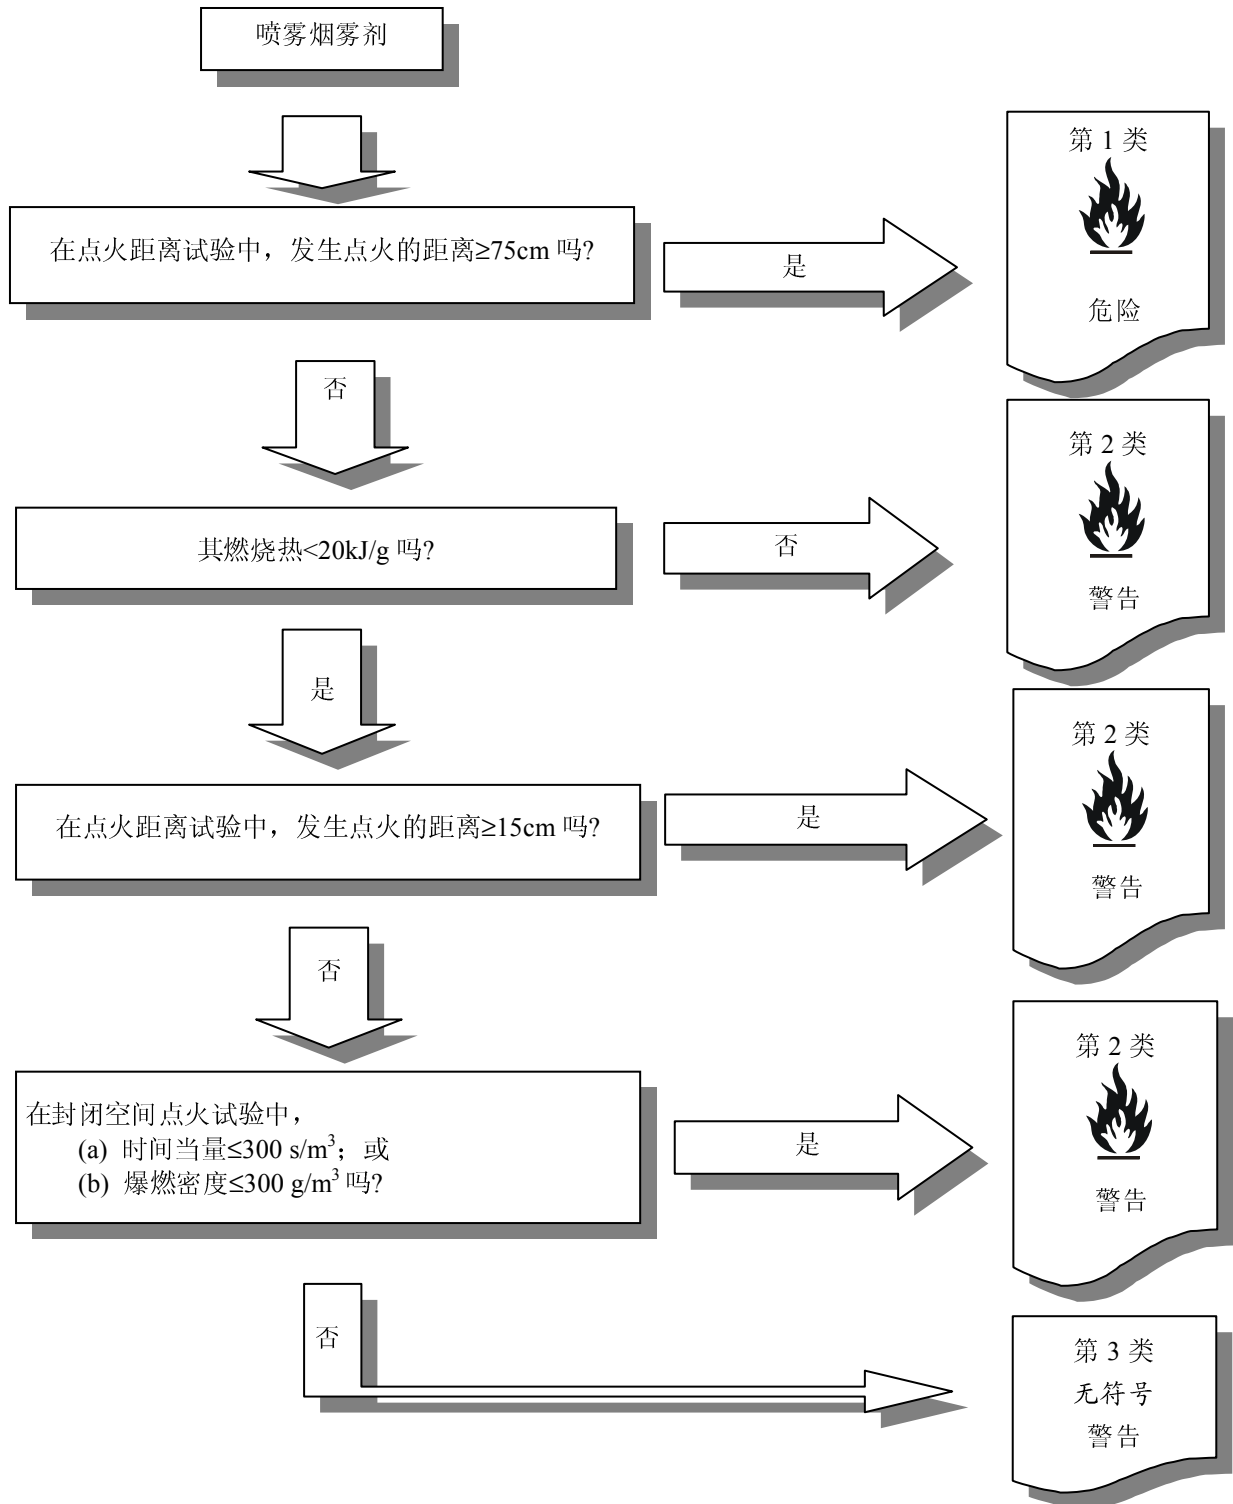 喷雾烟雾剂
第 1 类
在点火距离试验中，发生点火的距离≥75cm 吗?
是
危险
否
第 2 类
其燃烧热<20kJ/g 吗?
否
警告
是
第 2 类
在点火距离试验中，发生点火的距离≥15cm 吗?
是
警告
否
第 2 类
在封闭空间点火试验中，
(a) 时间当量≤300 s/m³；或
(b) 爆燃密度≤300 g/m³ 吗?
是
警告
否
第 3 类
无符号
警告